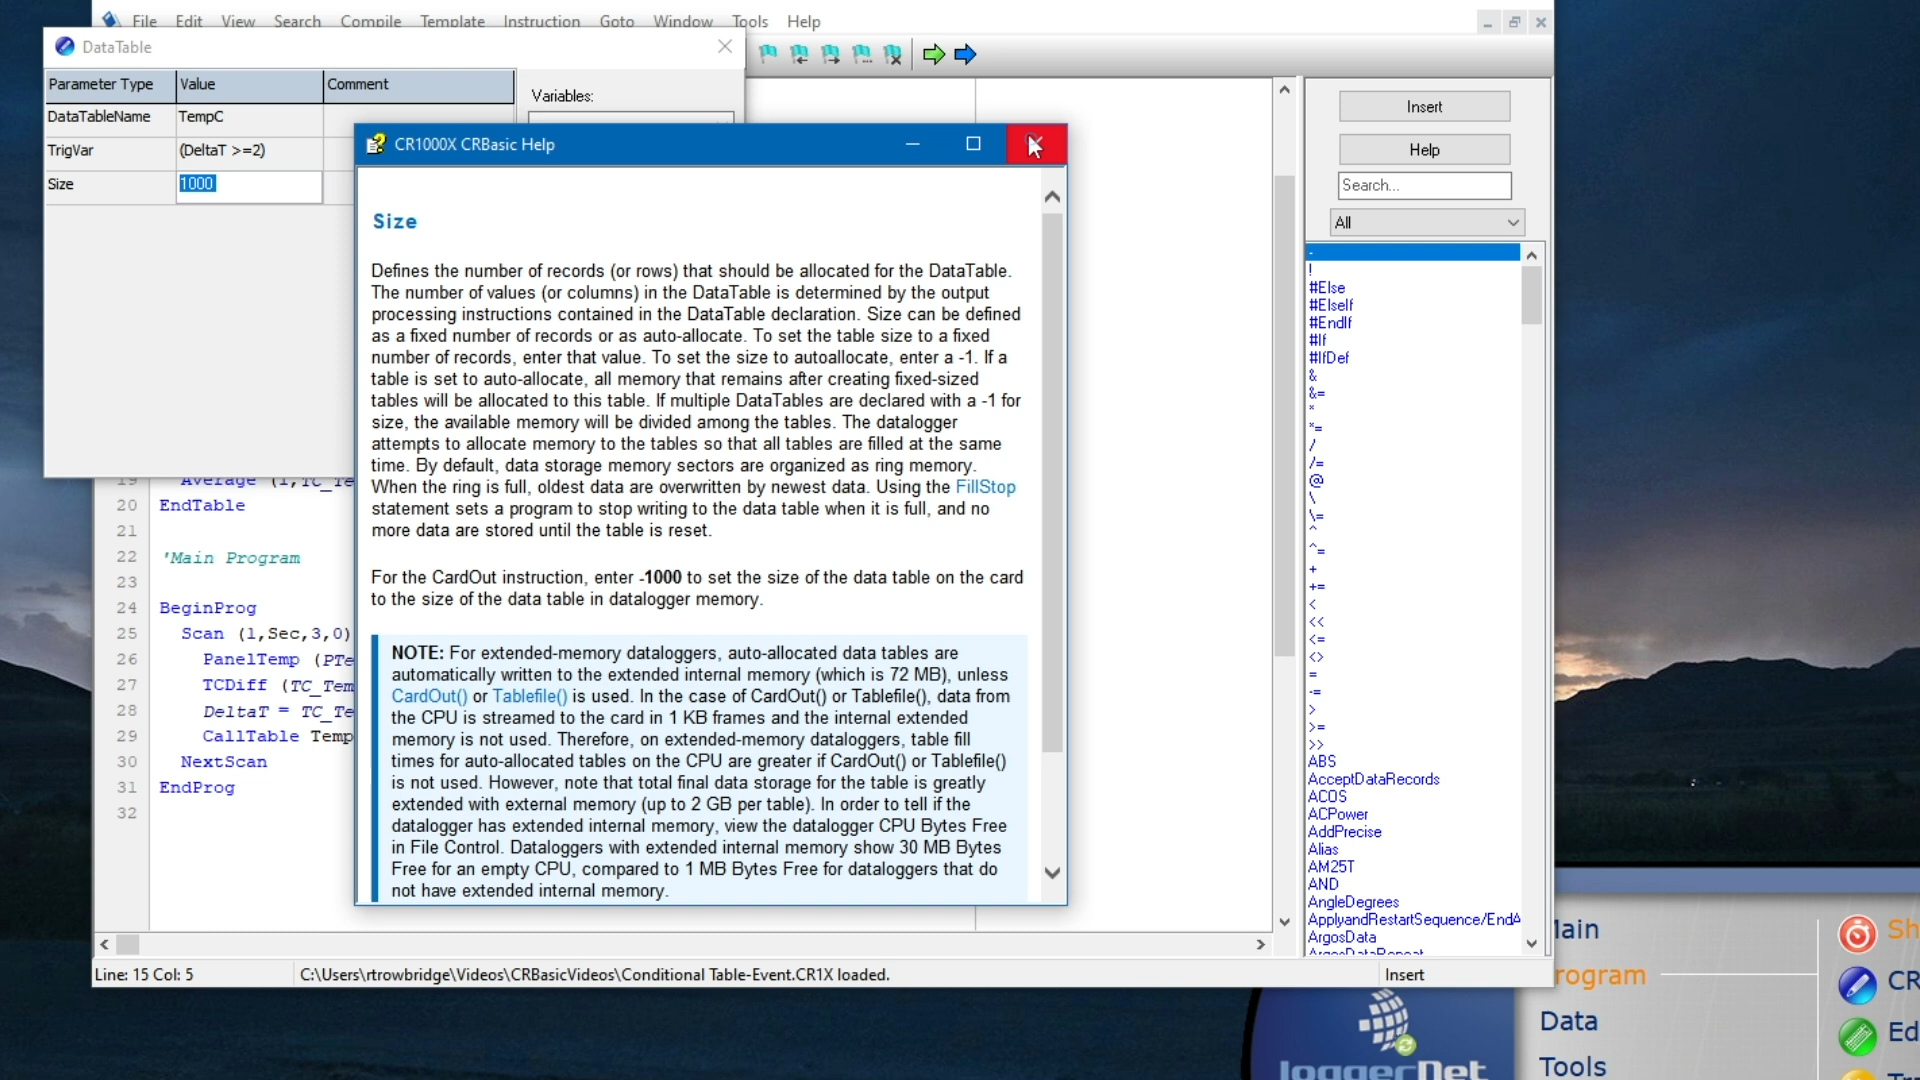 File Edit View Search Compile Template Instruction Goto Window Tools Help
DataTable
Parameter Type Value Comment
DataTableName TempC
TrigVar (DeltaT >=2)
Size 1000
Variables:
CR1000X CRBasic Help
Size
Defines the number of records (or rows) that should be allocated for the DataTable.
The number of values (or columns) in the DataTable is determined by the output
processing instructions contained in the DataTable declaration. Size can be defined
as a fixed number of records or as auto-allocate. To set the table size to a fixed
number of records, enter that value. To set the size to autoallocate, enter a -1. If a
table is set to auto-allocate, all memory that remains after creating fixed-sized
tables will be allocated to this table. If multiple DataTables are declared with a -1 for
size, the available memory will be divided among the tables. The datalogger
attempts to allocate memory to the tables so that all tables are filled at the same
time. By default, data storage memory sectors are organized as ring memory.
When the ring is full, oldest data are overwritten by newest data. Using the FillStop
statement sets a program to stop writing to the data table when it is full, and no
more data are stored until the table is reset.
For the CardOut instruction, enter -1000 to set the size of the data table on the card
to the size of the data table in datalogger memory.
NOTE: For extended-memory dataloggers, auto-allocated data tables are
automatically written to the extended internal memory (which is 72 MB), unless
CardOut() or Tablefile() is used. In the case of CardOut() or Tablefile(), data from
the CPU is streamed to the card in 1 KB frames and the internal extended
memory is not used. Therefore, on extended-memory dataloggers, table fill
times for auto-allocated tables on the CPU are greater if CardOut() or Tablefile()
is not used. However, note that total final data storage for the table is greatly
extended with external memory (up to 2 GB per table). In order to tell if the
datalogger has extended internal memory, view the datalogger CPU Bytes Free
in File Control. Dataloggers with extended internal memory show 30 MB Bytes
Free for an empty CPU, compared to 1 MB Bytes Free for dataloggers that do
not have extended internal memory.
19 Average (1,TC_Te
20 EndTable
21
22 'Main Program
23
24 BeginProg
25 Scan (1,Sec,3,0)
26 PanelTemp (PTe
27 TCDiff (TC_Tem
28 DeltaT = TC_Te
29 CallTable Temp
30 NextScan
31 EndProg
32
Insert
Help
Search...
All
-
!
#Else
#ElseIf
#EndIf
#If
#IfDef
&
&=
*
*=
/
/=
@
\
\=
^
^=
+
+=
<
<<
<=
<>
=
-=
>
>=
>>
ABS
AcceptDataRecords
ACOS
ACPower
AddPrecise
Alias
AM25T
AND
AngleDegrees
ApplyandRestartSequence/EndA
ArgosData
ArgosDataRepeat
Line: 15 Col: 5 C:\Users\rtrowbridge\Videos\CRBasicVideos\Conditional Table-Event.CR1X loaded. Insert
Main
Program
Data
Tools
Sh
CR
Ed
loggerNet